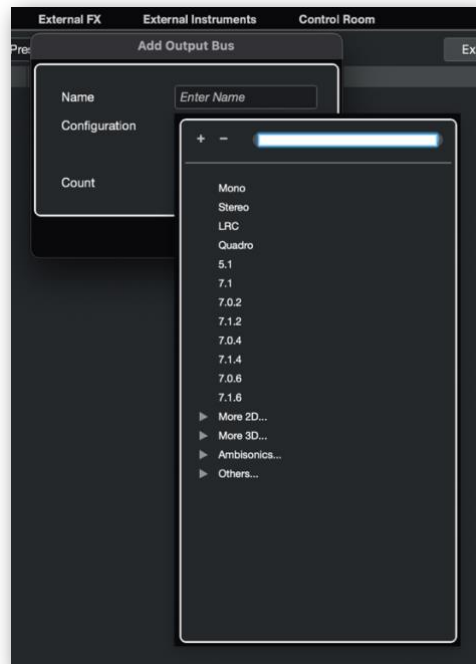 External FX External Instruments Control Room
Pres Add Output Bus Ex
Name Enter Name
Configuration
+ −
Count
Mono
Stereo
LRC
Quadro
5.1
7.1
7.0.2
7.1.2
7.0.4
7.1.4
7.0.6
7.1.6
More 2D...
More 3D...
Ambisonics...
Others...